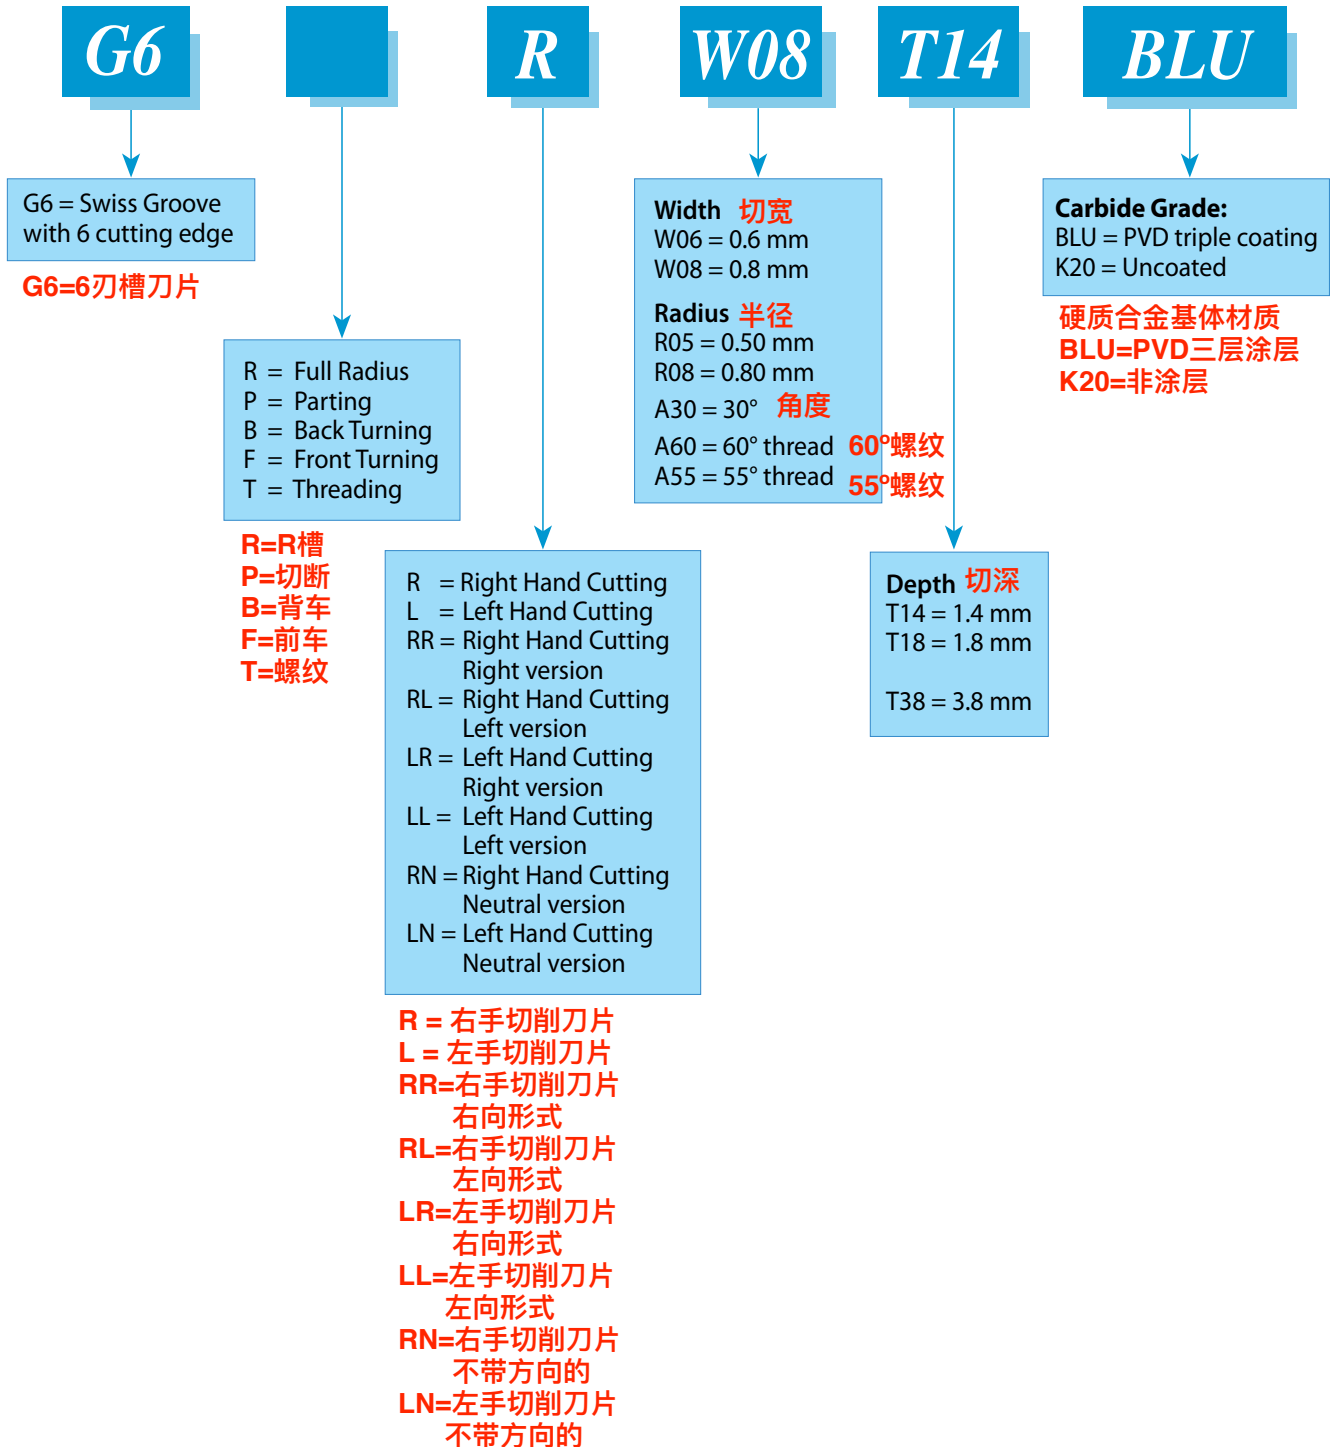 G6 R W08 T14 BLU
G6 = Swiss Groove
with 6 cutting edge
G6=6刃槽刀片
R = Full Radius
P = Parting
B = Back Turning
F = Front Turning
T = Threading
R=R槽
P=切断
B=背车
F=前车
T=螺纹
R = Right Hand Cutting
L = Left Hand Cutting
RR = Right Hand Cutting
Right version
RL = Right Hand Cutting
Left version
LR = Left Hand Cutting
Right version
LL = Left Hand Cutting
Left version
RN = Right Hand Cutting
Neutral version
LN = Left Hand Cutting
Neutral version
R = 右手切削刀片
L = 左手切削刀片
RR=右手切削刀片
右向形式
RL=右手切削刀片
左向形式
LR=左手切削刀片
右向形式
LL=左手切削刀片
左向形式
RN=右手切削刀片
不带方向的
LN=左手切削刀片
不带方向的
Width 切宽
W06 = 0.6 mm
W08 = 0.8 mm
Radius 半径
R05 = 0.50 mm
R08 = 0.80 mm
A30 = 30° 角度
A60 = 60° thread 60°螺纹
A55 = 55° thread 55°螺纹
Depth 切深
T14 = 1.4 mm
T18 = 1.8 mm
T38 = 3.8 mm
Carbide Grade:
BLU = PVD triple coating
K20 = Uncoated
硬质合金基体材质
BLU=PVD三层涂层
K20=非涂层